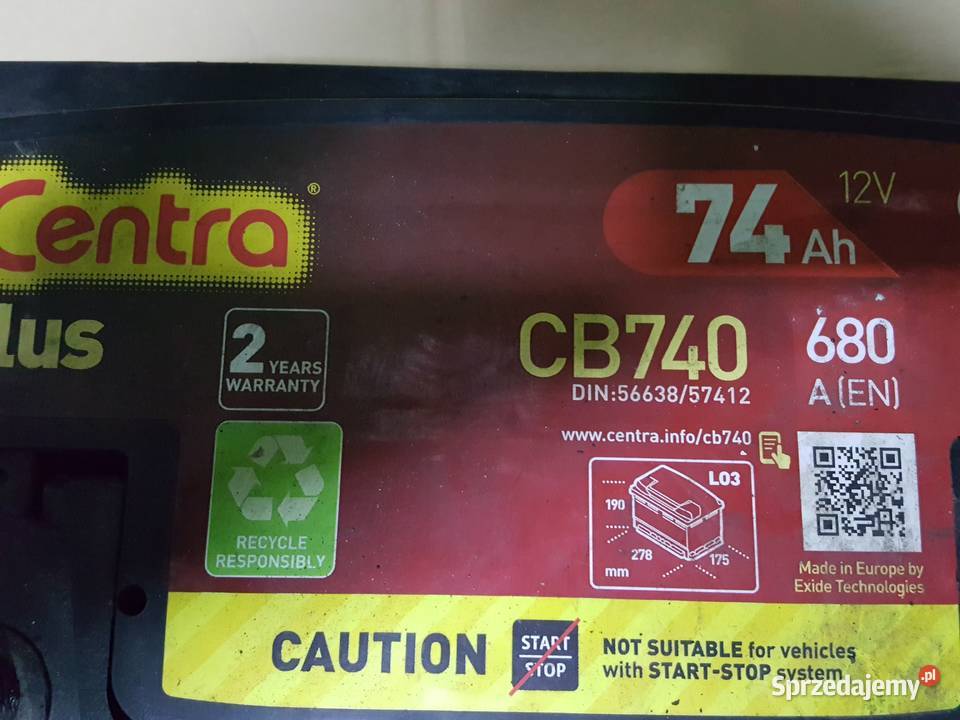 Centra®
lus
2 YEARS
WARRANTY
RECYCLE
RESPONSIBLY
74 Ah
12V
CB740
DIN:56638/57412
680
A (EN)
www.centra.info/cb740
L03
190
278
175
mm
Made in Europe by
Exide Technologies
CAUTION
START
STOP
NOT SUITABLE for vehicles
with START-STOP system
Sprzedajemy.pl